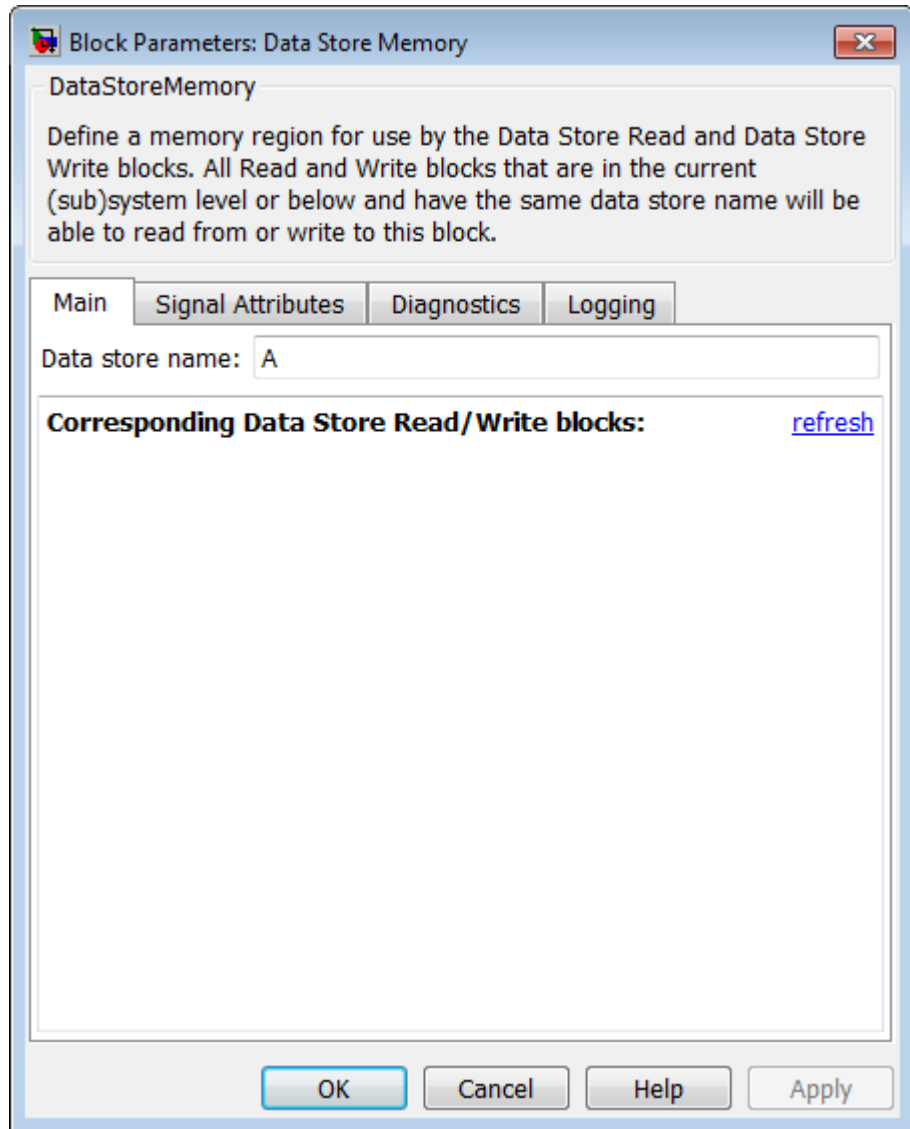 Block Parameters: Data Store Memory
DataStoreMemory
Define a memory region for use by the Data Store Read and Data Store
Write blocks. All Read and Write blocks that are in the current
(sub)system level or below and have the same data store name will be
able to read from or write to this block.
Main Signal Attributes Diagnostics Logging
Data store name: A
Corresponding Data Store Read/Write blocks: refresh
OK Cancel Help Apply